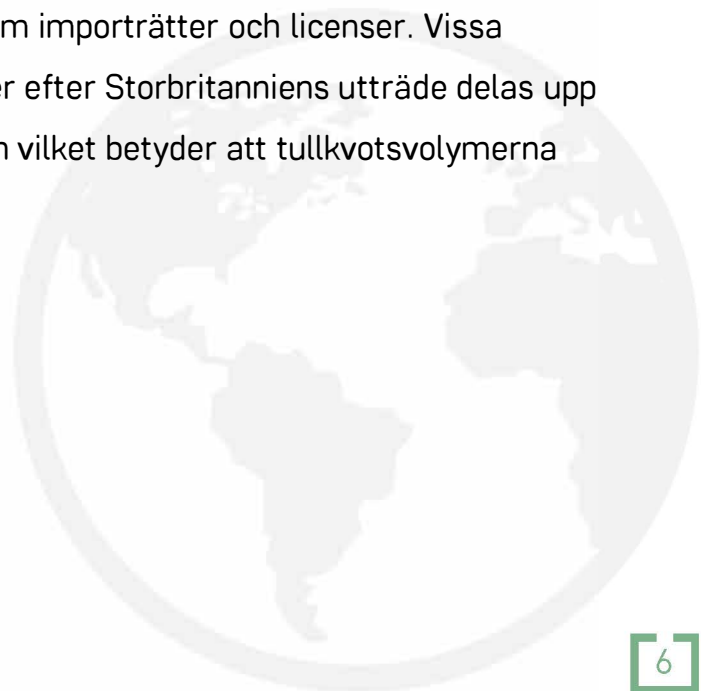 m importrätter och licenser. Vissa
er efter Storbritanniens utträde delas upp
vilket betyder att tullkvotsvolymerna
6